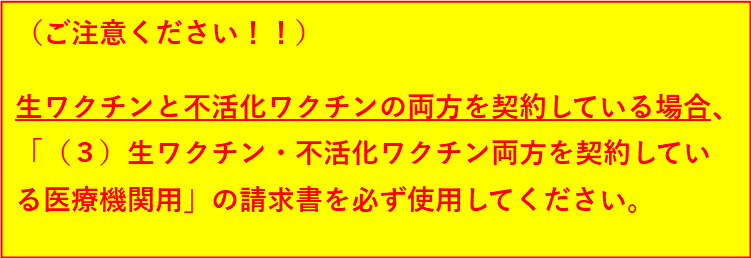 （ご注意ください！！）
生ワクチンと不活化ワクチンの両方を契約している場合、
「（３）生ワクチン・不活化ワクチン両方を契約してい
る医療機関用」の請求書を必ず使用してください。